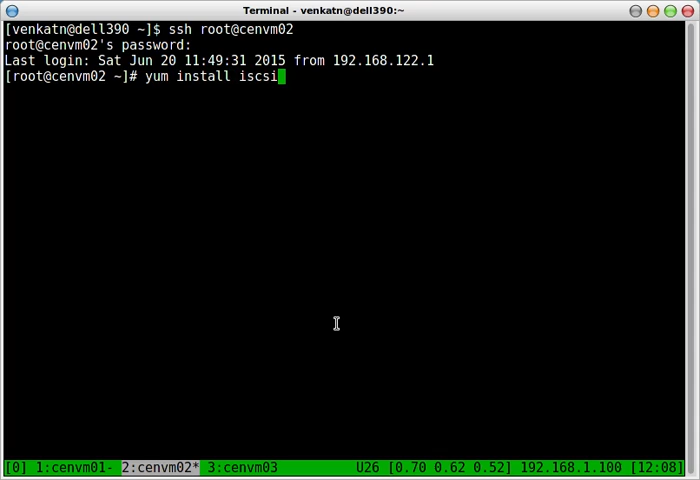 Terminal - venkatn@dell390:~
[venkatn@dell390 ~]$ ssh root@cenvm02
root@cenvm02's password:
Last login: Sat Jun 20 11:49:31 2015 from 192.168.122.1
[root@cenvm02 ~]# yum install iscsi
[0] 1:cenvm01- 2:cenvm02* 3:cenvm03 U26 [0.70 0.62 0.52] 192.168.1.100 [12:08]